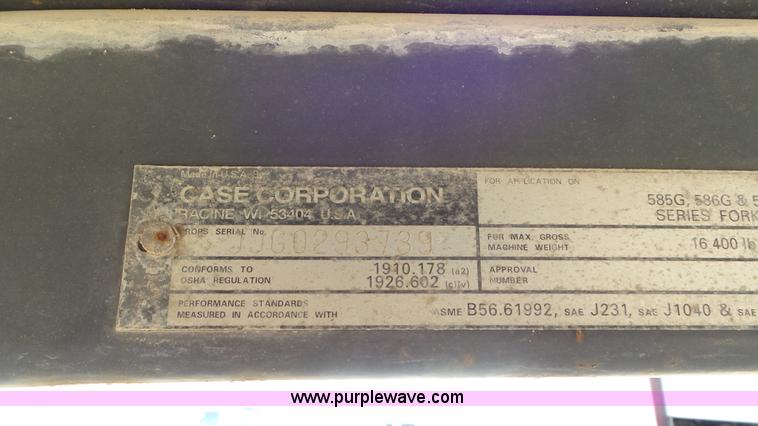 Made in U.S.A. By
CASE CORPORATION
RACINE WI 53404 U.S.A.
ROPS SERIAL No.
CONFORMS TO
OSHA REGULATION
1910.178 (a2)
1926.602 (c)(v)
PERFORMANCE STANDARDS
MEASURED IN ACCORDANCE WITH
ASME B56.61992, SAE J231, SAE J1040 & SAE
FOR APPLICATION ON
585G, 586G & 5
SERIES FORK
FOR MAX. GROSS
MACHINE WEIGHT
16,400 lb
APPROVAL
NUMBER
www.purplewave.com